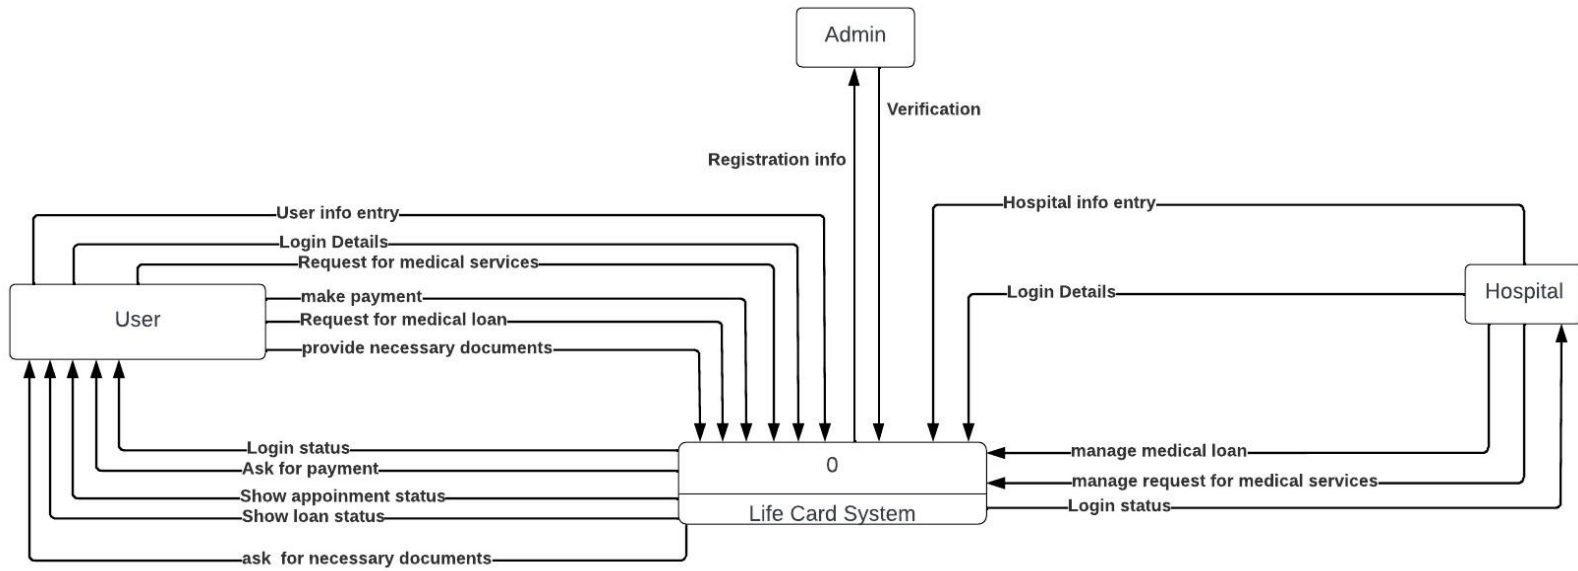 Admin
Verification
Registration info
User info entry
Hospital info entry
Login Details
Request for medical services
make payment
Login Details
Hospital
User
Request for medical loan
provide necessary documents
Login status
manage medical loan
Ask for payment
0
manage request for medical services
Show appoinment status
Login status
Show loan status
Life Card System
ask for necessary documents